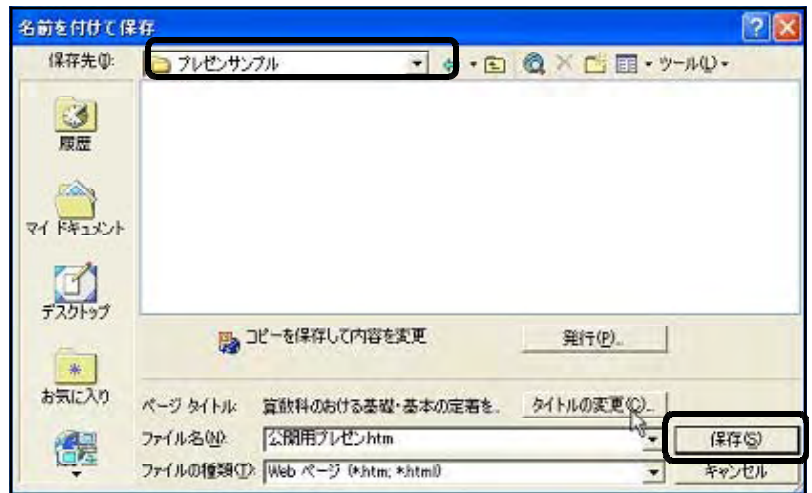 名前を付けて保存
保存先(I):
プレゼンサンプル
ツール(L)
履歴
マイ ドキュメント
デスクトップ
お気に入り
コピーを保存して内容を変更
発行(P)...
ページ タイトル:
算数科のおける基礎・基本の定着を.
タイトルの変更(C)...
ファイル名(N):
公開用プレゼン.htm
保存(S)
ファイルの種類(T):
Web ページ (*.htm; *.html)
キャンセル